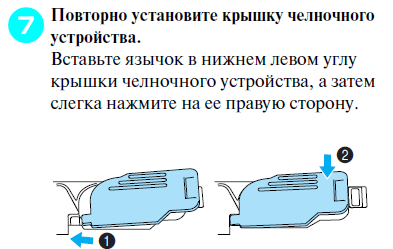 7 Повторно установите крышку челночного
устройства.
Вставьте язычок в нижнем левом углу
крышки челночного устройства, а затем
слегка нажмите на ее правую сторону.
2
1